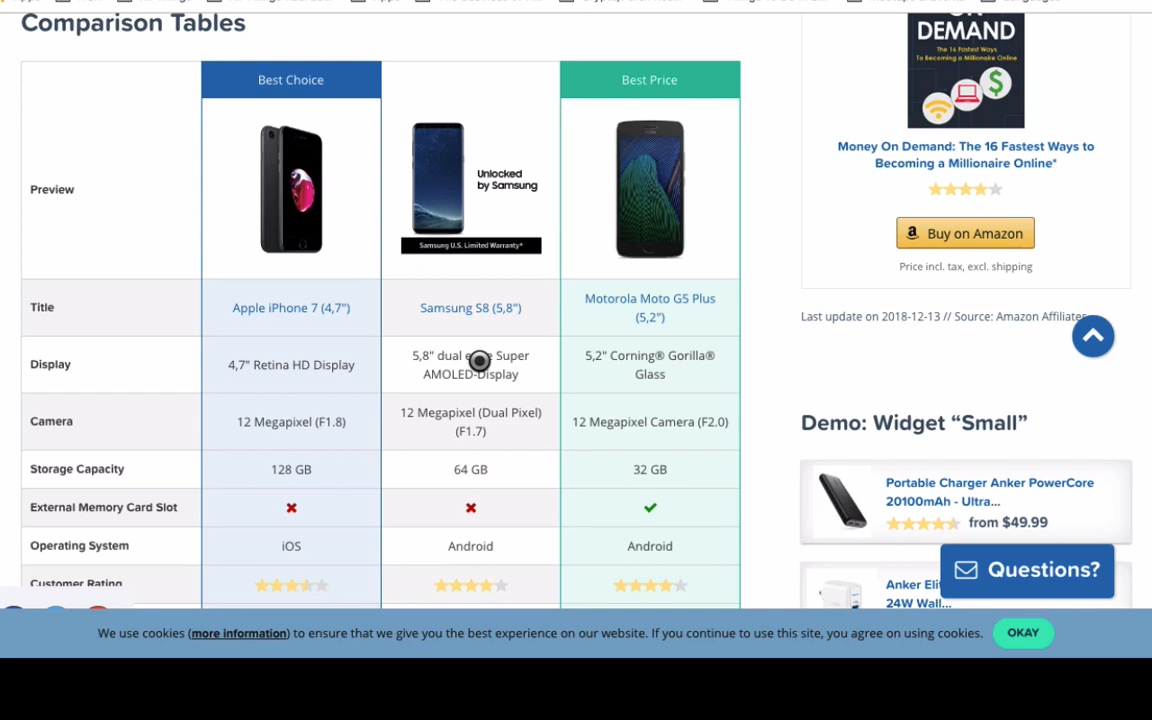 Comparison Tables
Best Choice
Best Price
Preview
Unlocked
by Samsung
Samsung U.S. Limited Warranty*
Title
Apple iPhone 7 (4,7")
Samsung S8 (5,8")
Motorola Moto G5 Plus
(5,2")
Display
4,7" Retina HD Display
5,8" dual Super
AMOLED-Display
5,2" Corning® Gorilla®
Glass
Camera
12 Megapixel (F1.8)
12 Megapixel (Dual Pixel)
(F1.7)
12 Megapixel Camera (F2.0)
Storage Capacity
128 GB
64 GB
32 GB
External Memory Card Slot
Operating System
iOS
Android
Android
Customer Rating
DEMAND
The 16 Fastest Ways
To Becoming a Millionaire Online
Money On Demand: The 16 Fastest Ways to
Becoming a Millionaire Online*
Buy on Amazon
Price incl. tax, excl. shipping
Last update on 2018-12-13 // Source: Amazon Affiliates
Demo: Widget “Small”
Portable Charger Anker PowerCore
20100mAh - Ultra...
from $49.99
Anker
24W Wall...
Questions?
We use cookies (more information) to ensure that we give you the best experience on our website. If you continue to use this site, you agree on using cookies.
OKAY